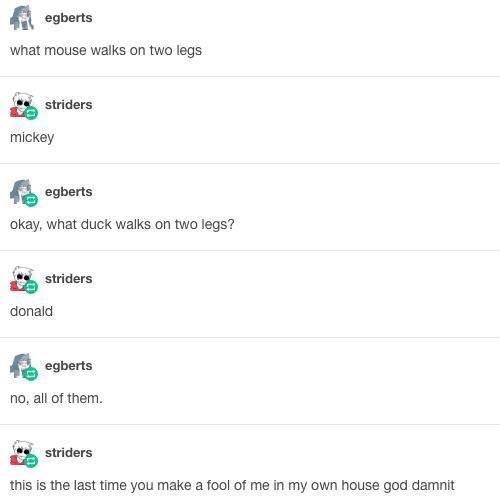 egberts
what mouse walks on two legs
striders
mickey
egberts
okay, what duck walks on two legs?
striders
donald
egberts
no, all of them.
striders
this is the last time you make a fool of me in my own house god damnit